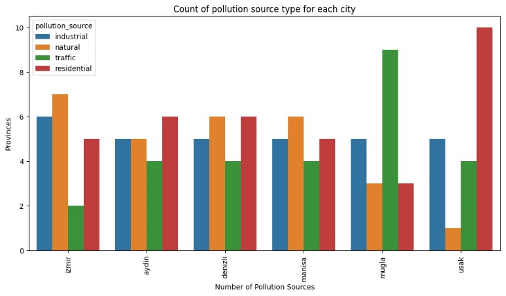 Count of pollution source type for each city
pollution_source
industrial
natural
traffic
residential
10
8
6
4
2
0
Provinces
izmir
aydin
denizli
manisa
mugla
usak
Number of Pollution Sources